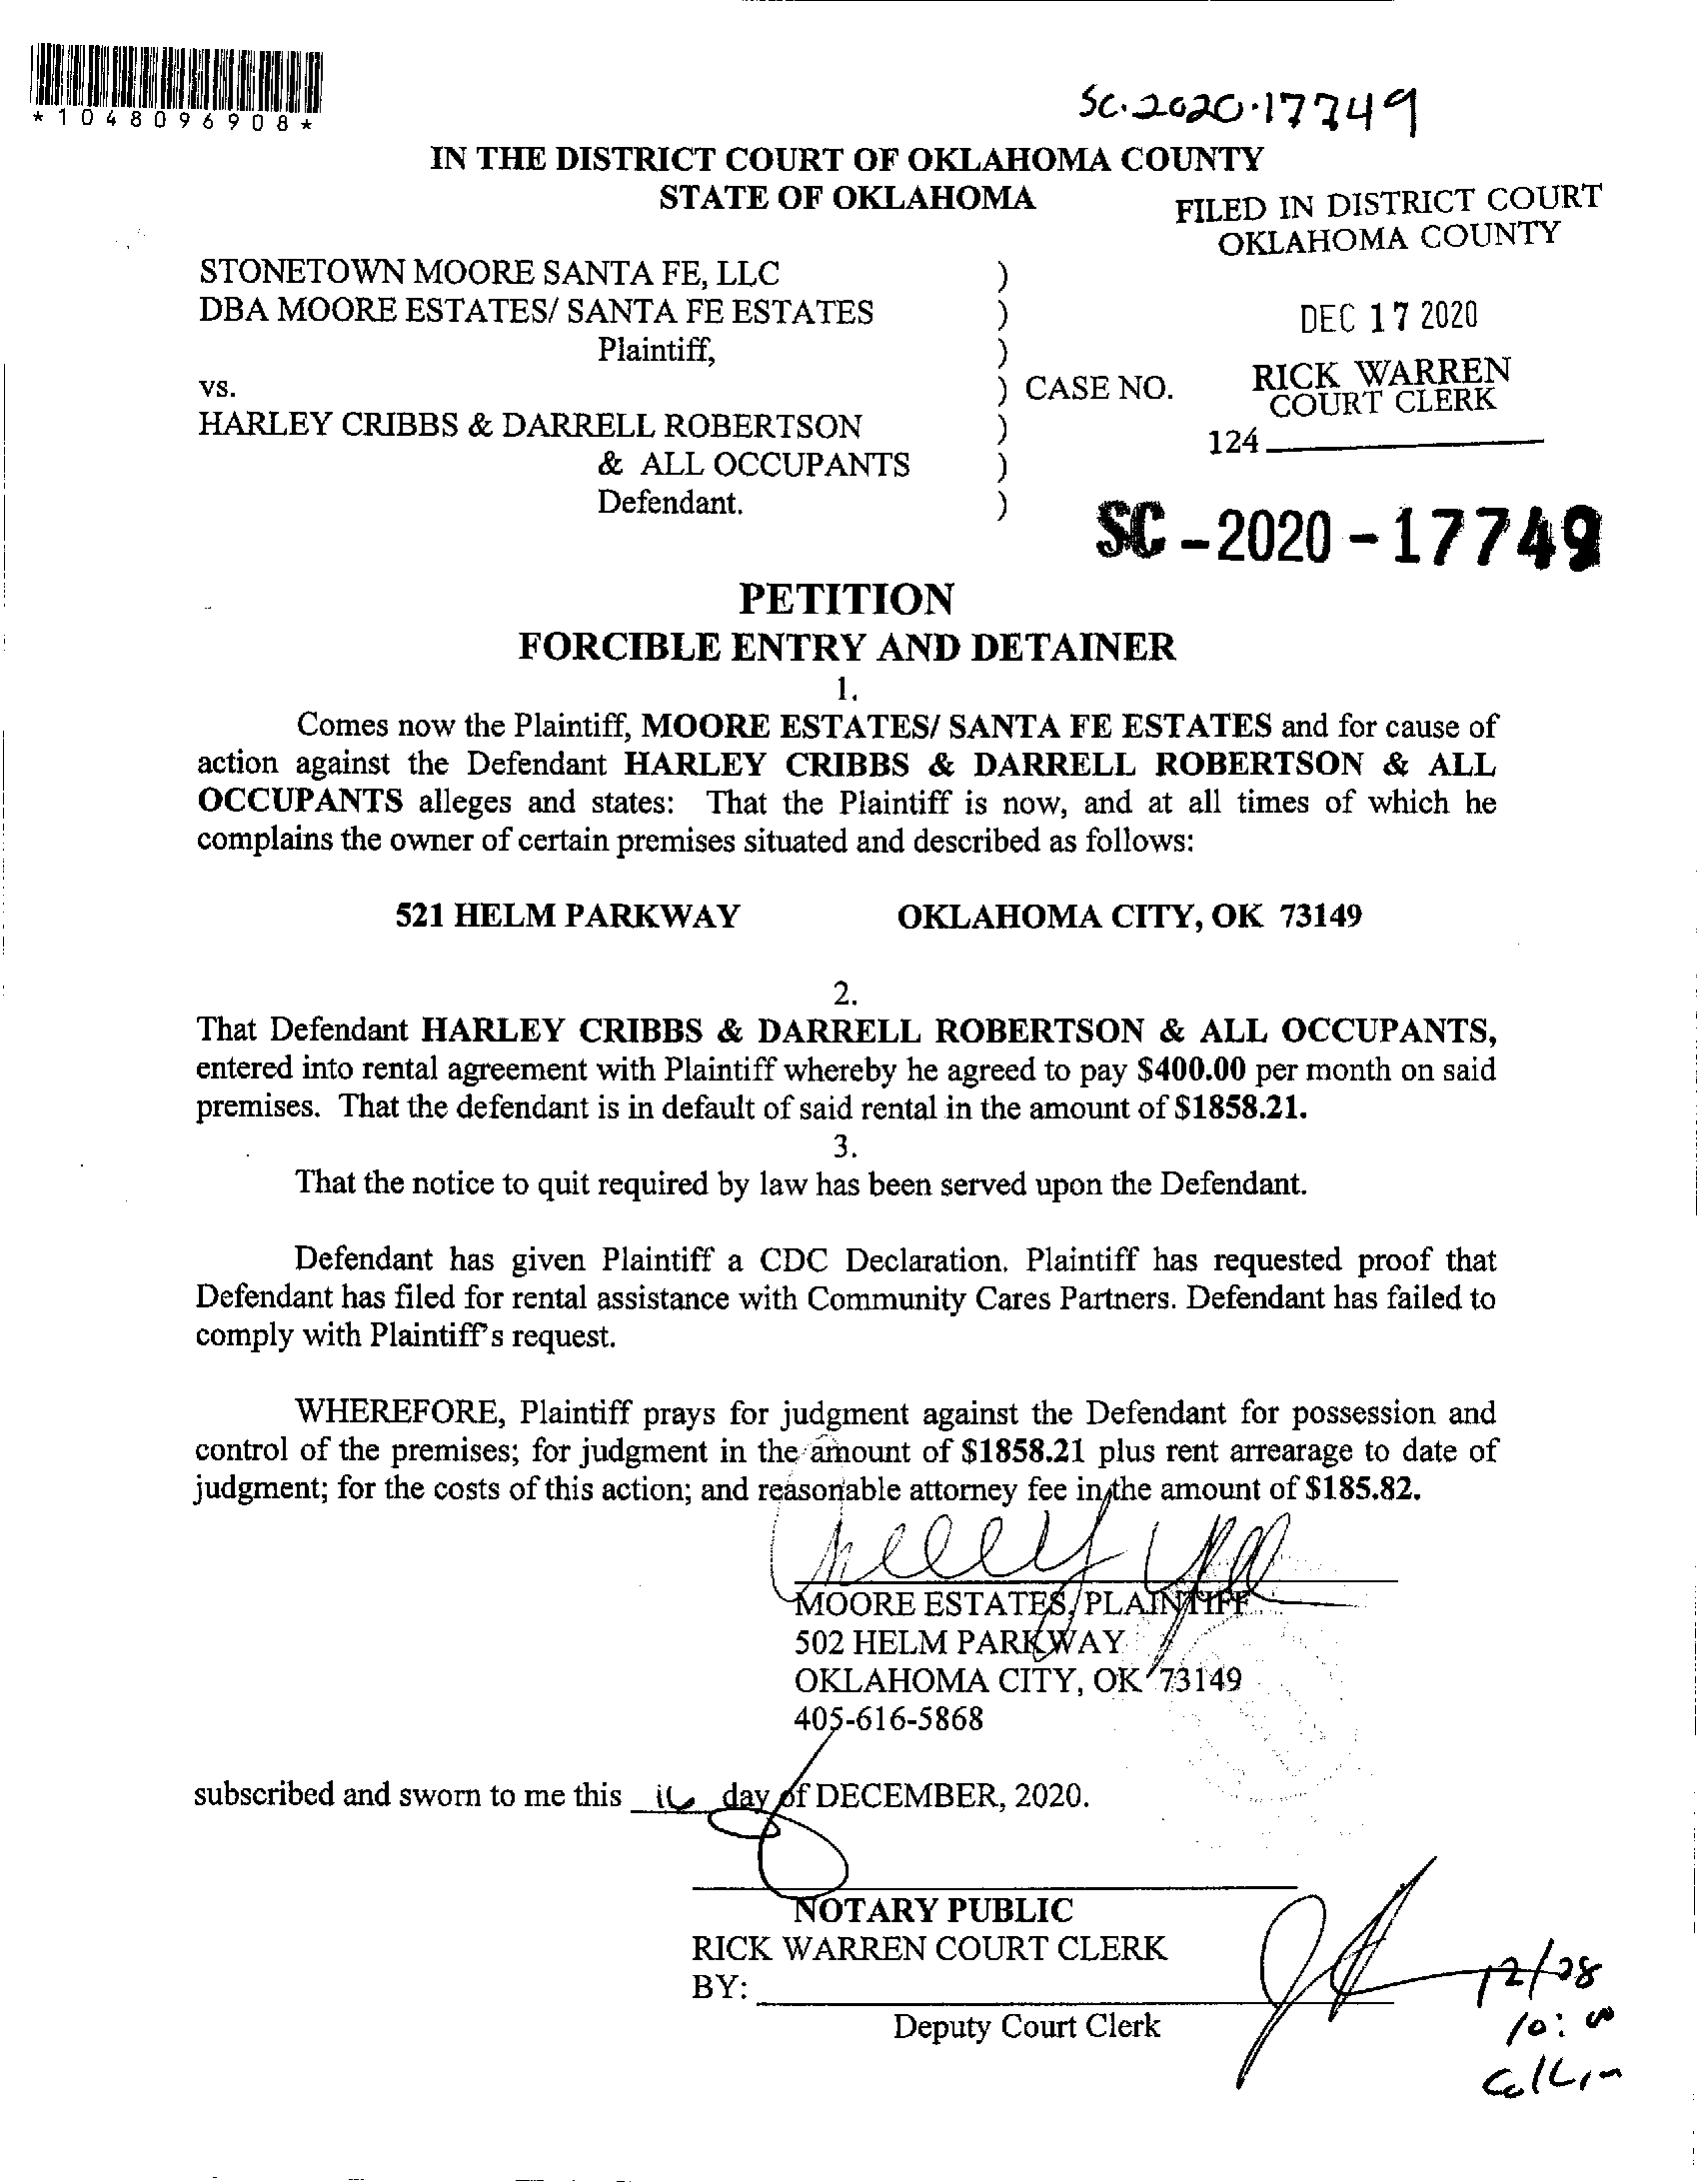 *1048096908*
SC-2020-17749
IN THE DISTRICT COURT OF OKLAHOMA COUNTY
STATE OF OKLAHOMA
FILED IN DISTRICT COURT
OKLAHOMA COUNTY
STONETOWN MOORE SANTA FE, LLC )
DBA MOORE ESTATES/ SANTA FE ESTATES )
DEC 17 2020
Plaintiff, )
vs. ) CASE NO.
RICK WARREN
COURT CLERK
HARLEY CRIBBS & DARRELL ROBERTSON )
124
& ALL OCCUPANTS )
Defendant. )
SC - 2020 - 17749
PETITION
FORCIBLE ENTRY AND DETAINER
1.
Comes now the Plaintiff, MOORE ESTATES/ SANTA FE ESTATES and for cause of
action against the Defendant HARLEY CRIBBS & DARRELL ROBERTSON & ALL
OCCUPANTS alleges and states: That the Plaintiff is now, and at all times of which he
complains the owner of certain premises situated and described as follows:
521 HELM PARKWAY OKLAHOMA CITY, OK 73149
2.
That Defendant HARLEY CRIBBS & DARRELL ROBERTSON & ALL OCCUPANTS,
entered into rental agreement with Plaintiff whereby he agreed to pay $400.00 per month on said
premises. That the defendant is in default of said rental in the amount of $1858.21.
3.
That the notice to quit required by law has been served upon the Defendant.
Defendant has given Plaintiff a CDC Declaration. Plaintiff has requested proof that
Defendant has filed for rental assistance with Community Cares Partners. Defendant has failed to
comply with Plaintiff's request.
WHEREFORE, Plaintiff prays for judgment against the Defendant for possession and
control of the premises; for judgment in the amount of $1858.21 plus rent arrearage to date of
judgment; for the costs of this action; and reasonable attorney fee in the amount of $185.82.
MOORE ESTATES, PLAINTIFF
502 HELM PARKWAY
OKLAHOMA CITY, OK 73149
405-616-5868
subscribed and sworn to me this 16 day of DECEMBER, 2020.
NOTARY PUBLIC
RICK WARREN COURT CLERK
BY:
12/28
Deputy Court Clerk
10:00